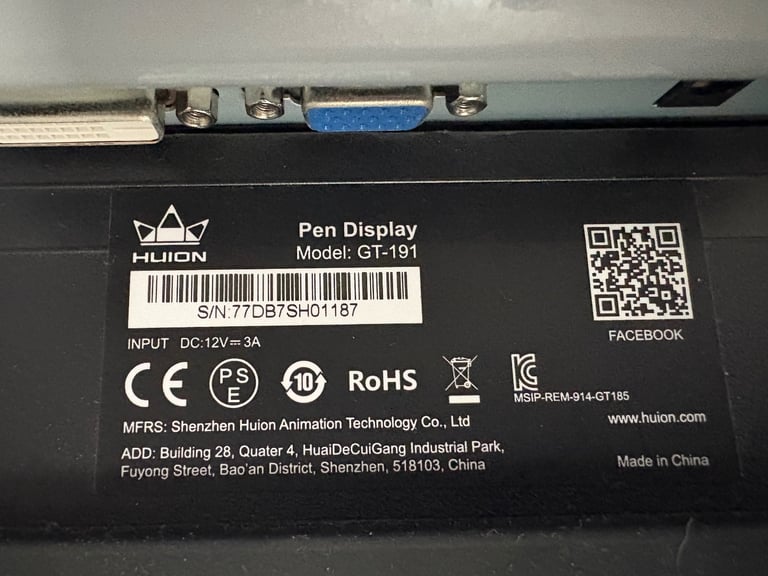 HUION
Pen Display
Model: GT-191
S/N:77DB7SH01187
FACEBOOK
INPUT DC:12V⎓3A
CE
PSE
10
RoHS
MSIP-REM-914-GT185
MFRS: Shenzhen Huion Animation Technology Co., Ltd
www.huion.com
ADD: Building 28, Quater 4, HuaiDeCuiGang Industrial Park,
Fuyong Street, Bao'an District, Shenzhen, 518103, China
Made in China